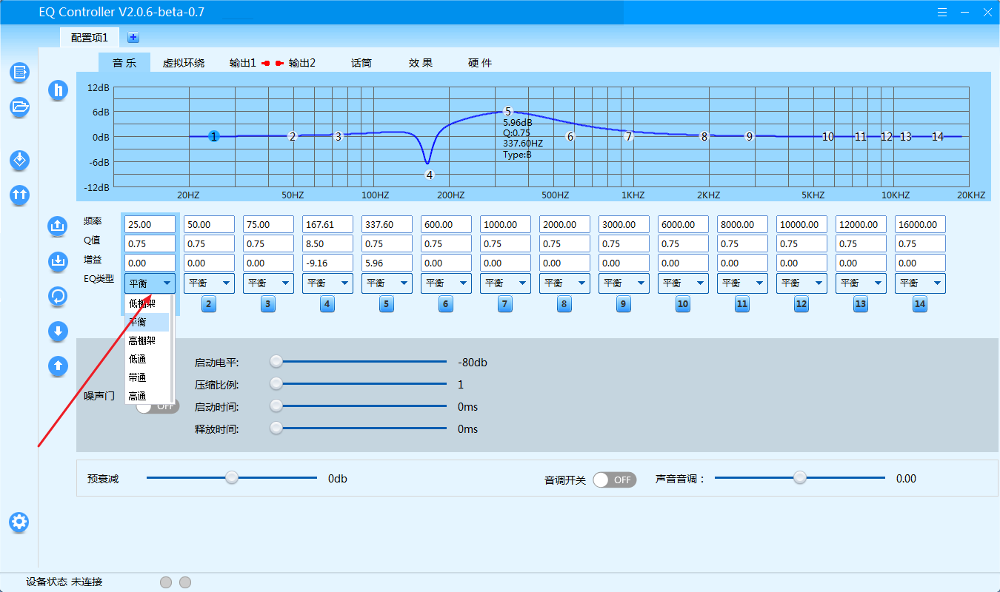 EQ Controller V2.0.6-beta-0.7
配置项1
音 乐 虚拟环绕 输出1 输出2 话筒 效 果 硬 件
12dB
6dB
0dB
-6dB
-12dB
1 2 3 4 5 6 7 8 9 10 11 12 13 14
5.96dB
Q:0.75
337.60HZ
Type:B
20HZ 50HZ 100HZ 200HZ 500HZ 1KHZ 2KHZ 5KHZ 10KHZ 20KHZ
频率 25.00 50.00 75.00 167.61 337.60 600.00 1000.00 2000.00 3000.00 6000.00 8000.00 10000.00 12000.00 16000.00
Q值 0.75 0.75 0.75 8.50 0.75 0.75 0.75 0.75 0.75 0.75 0.75 0.75 0.75 0.75
增益 0.00 0.00 0.00 -9.16 5.96 0.00 0.00 0.00 0.00 0.00 0.00 0.00 0.00 0.00
EQ类型 平衡 平衡 平衡 平衡 平衡 平衡 平衡 平衡 平衡 平衡 平衡 平衡 平衡 平衡
2 3 4 5 6 7 8 9 10 11 12 13 14
低棚架
平衡
高棚架
低通
带通
高通
噪声门 OFF
启动电平: -80db
压缩比例: 1
启动时间: 0ms
释放时间: 0ms
预衰减 0db 音调开关 OFF 声音音调： 0.00
设备状态 未连接